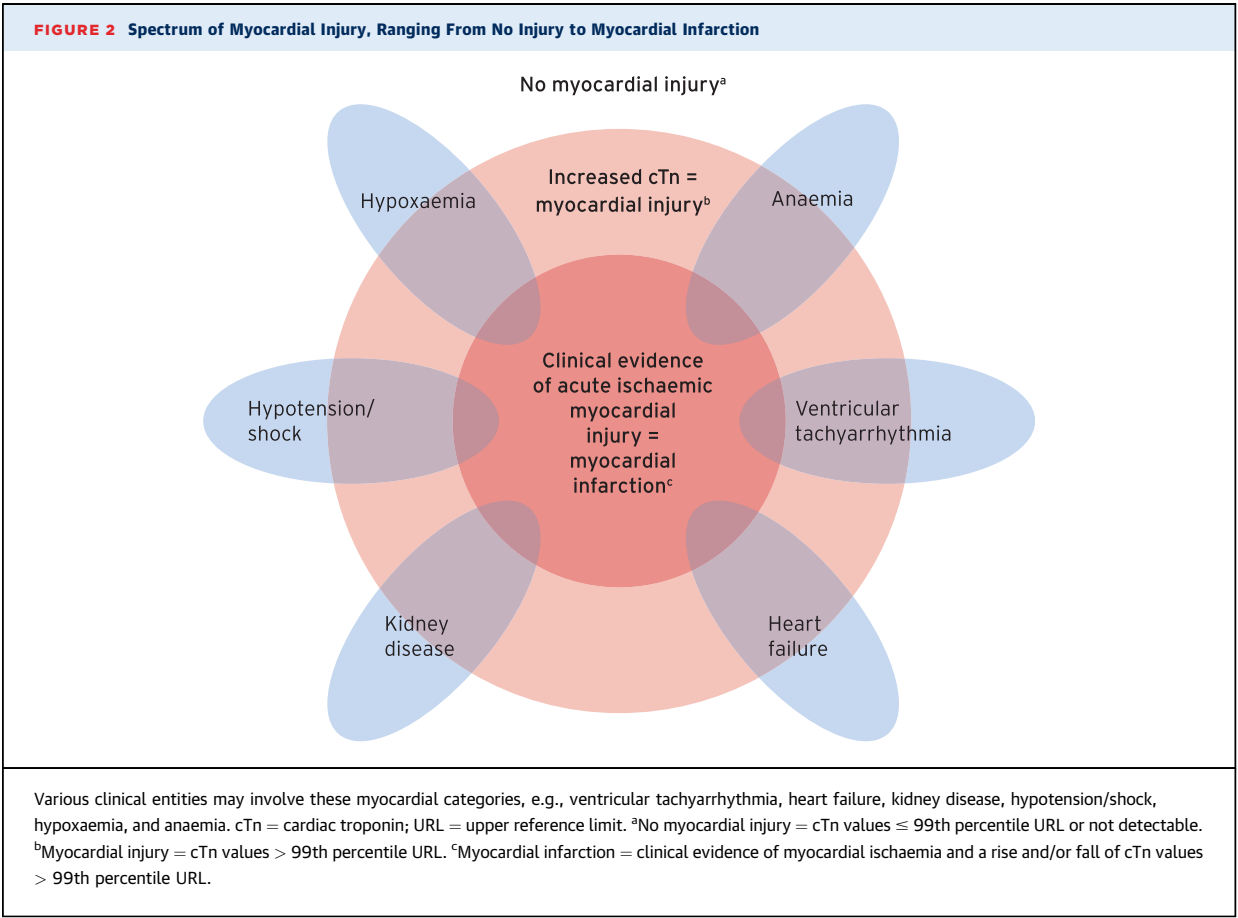 FIGURE 2 Spectrum of Myocardial Injury, Ranging From No Injury to Myocardial Infarction
No myocardial injuryᵃ
Increased cTn =
myocardial injuryᵇ
Hypoxaemia
Anaemia
Clinical evidence
of acute ischaemic
myocardial
injury =
myocardial
infarctionᶜ
Hypotension/
shock
Ventricular
tachyarrhythmia
Kidney
disease
Heart
failure
Various clinical entities may involve these myocardial categories, e.g., ventricular tachyarrhythmia, heart failure, kidney disease, hypotension/shock,
hypoxaemia, and anaemia. cTn = cardiac troponin; URL = upper reference limit. ᵃNo myocardial injury = cTn values ≤ 99th percentile URL or not detectable.
ᵇMyocardial injury = cTn values > 99th percentile URL. ᶜMyocardial infarction = clinical evidence of myocardial ischaemia and a rise and/or fall of cTn values
> 99th percentile URL.